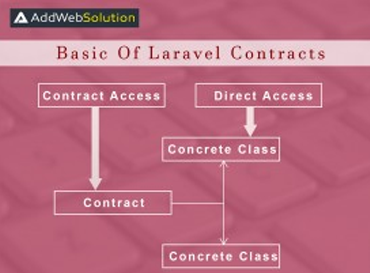 AddWebSolution
Basic Of Laravel Contracts
Contract Access
Direct Access
Concrete Class
Contract
Concrete Class